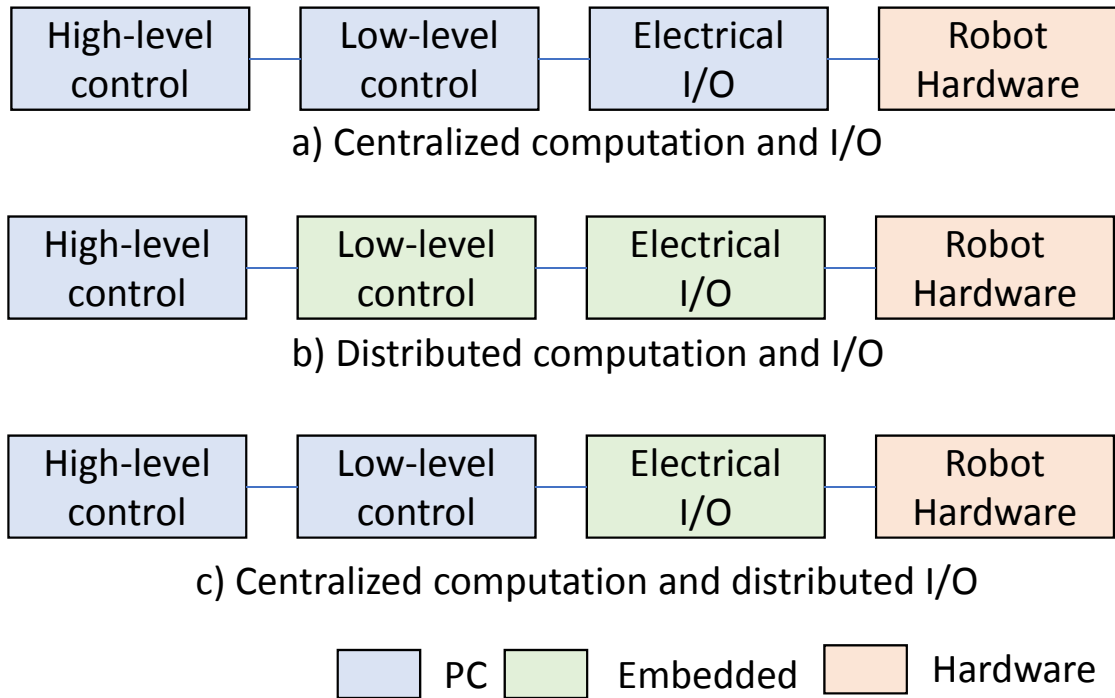 High-level Low-level Electrical Robot
control control I/O Hardware
a) Centralized computation and I/O
High-level Low-level Electrical Robot
control control I/O Hardware
b) Distributed computation and I/O
High-level Low-level Electrical Robot
control control I/O Hardware
c) Centralized computation and distributed I/O
PC Embedded Hardware